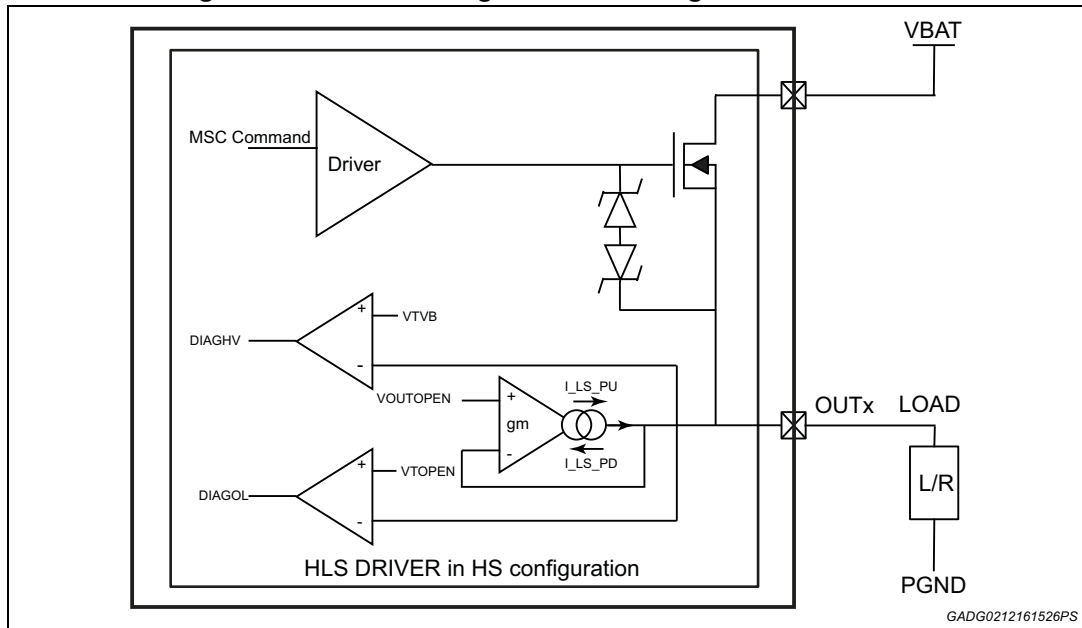 VBAT
MSC Command
Driver
+
VTVB
DIAGHV
-
I_LS_PU
VOUTOPEN
+
gm
OUTx
LOAD
-
I_LS_PD
+
VTOPEN
DIAGOL
-
L/R
HLS DRIVER in HS configuration
PGND
GADG0212161526PS